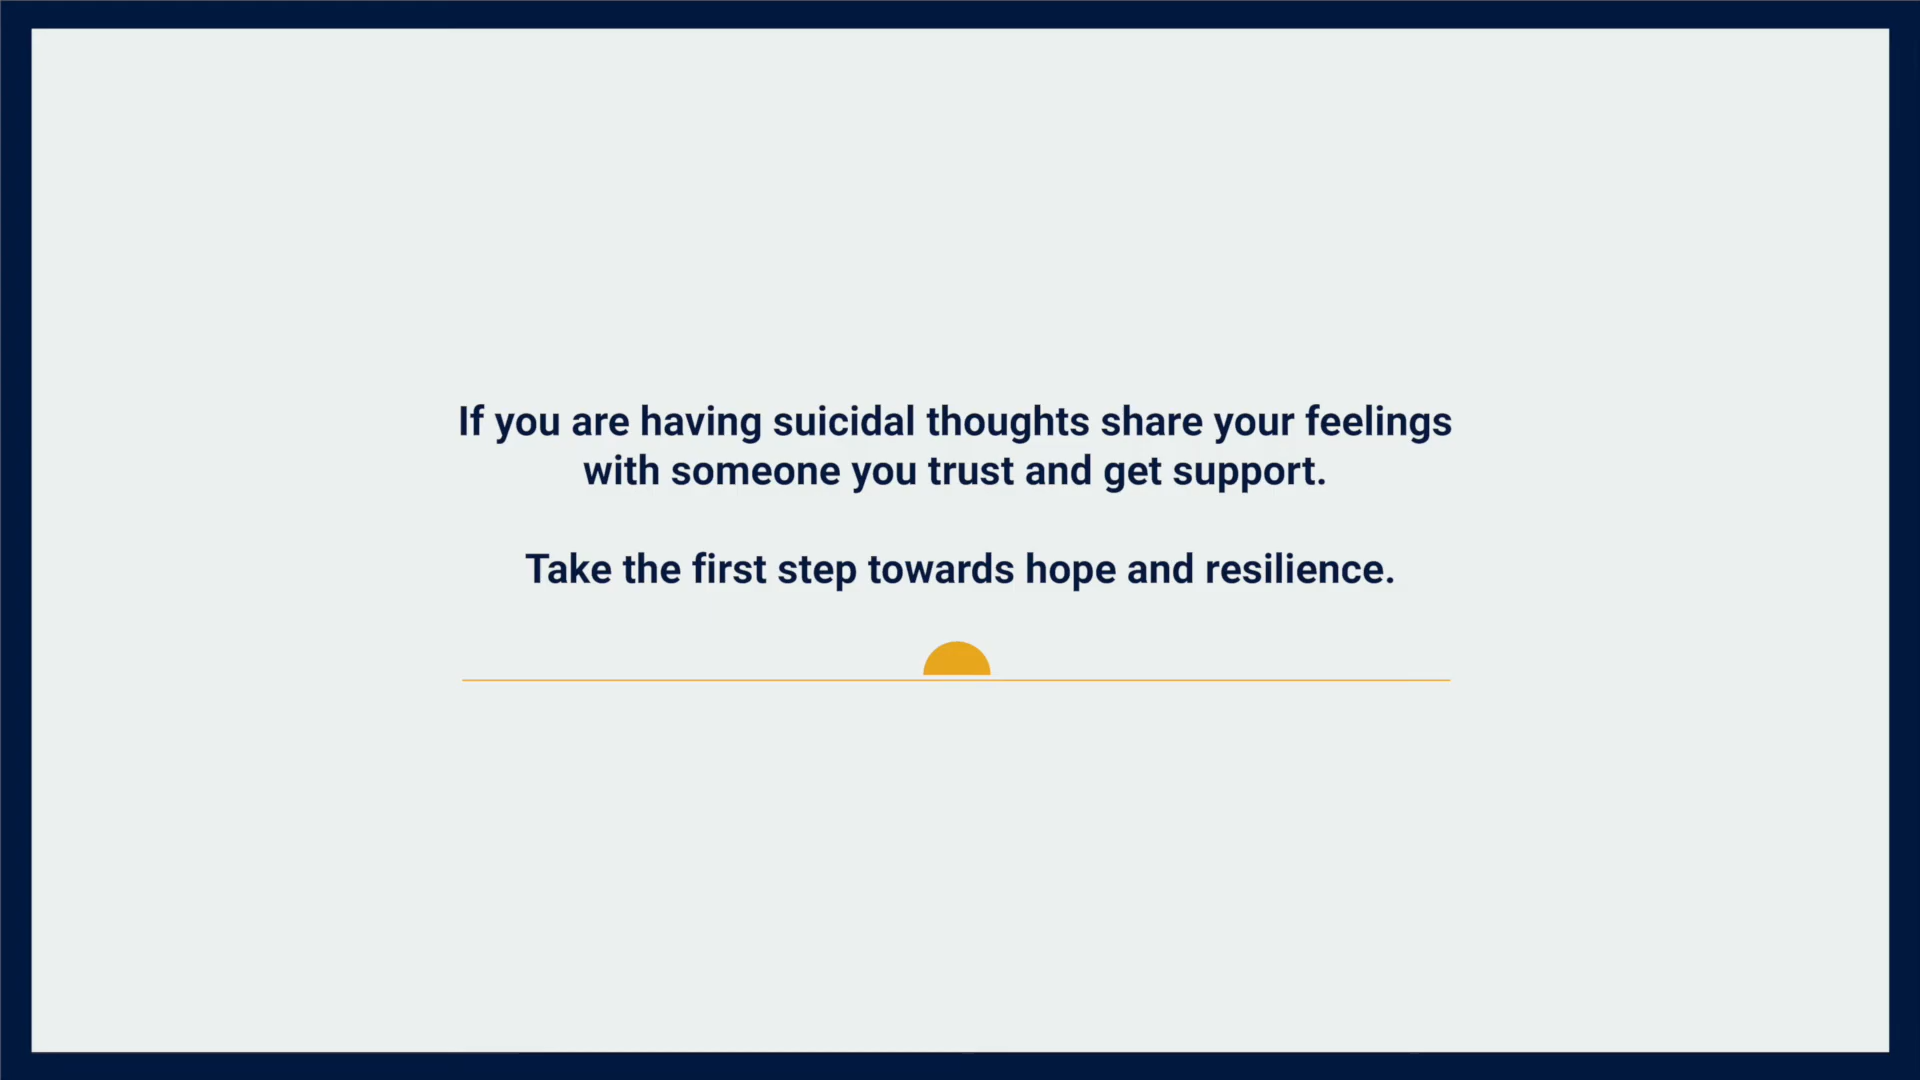 If you are having suicidal thoughts share your feelings
with someone you trust and get support.
Take the first step towards hope and resilience.